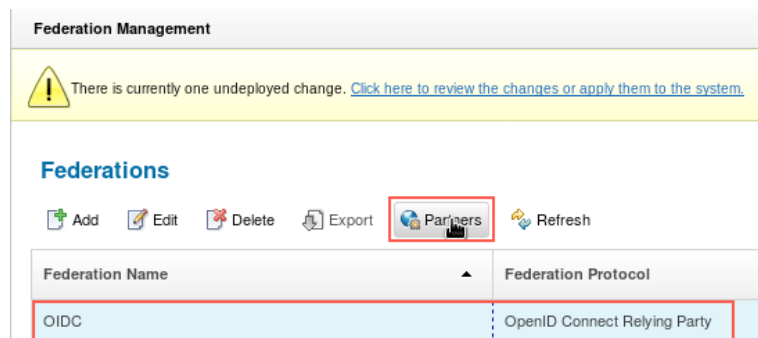 Federation Management
There is currently one undeployed change. Click here to review the changes or apply them to the system.
Federations
Add Edit Delete Export Partners Refresh
Federation Name Federation Protocol
OIDC OpenID Connect Relying Party